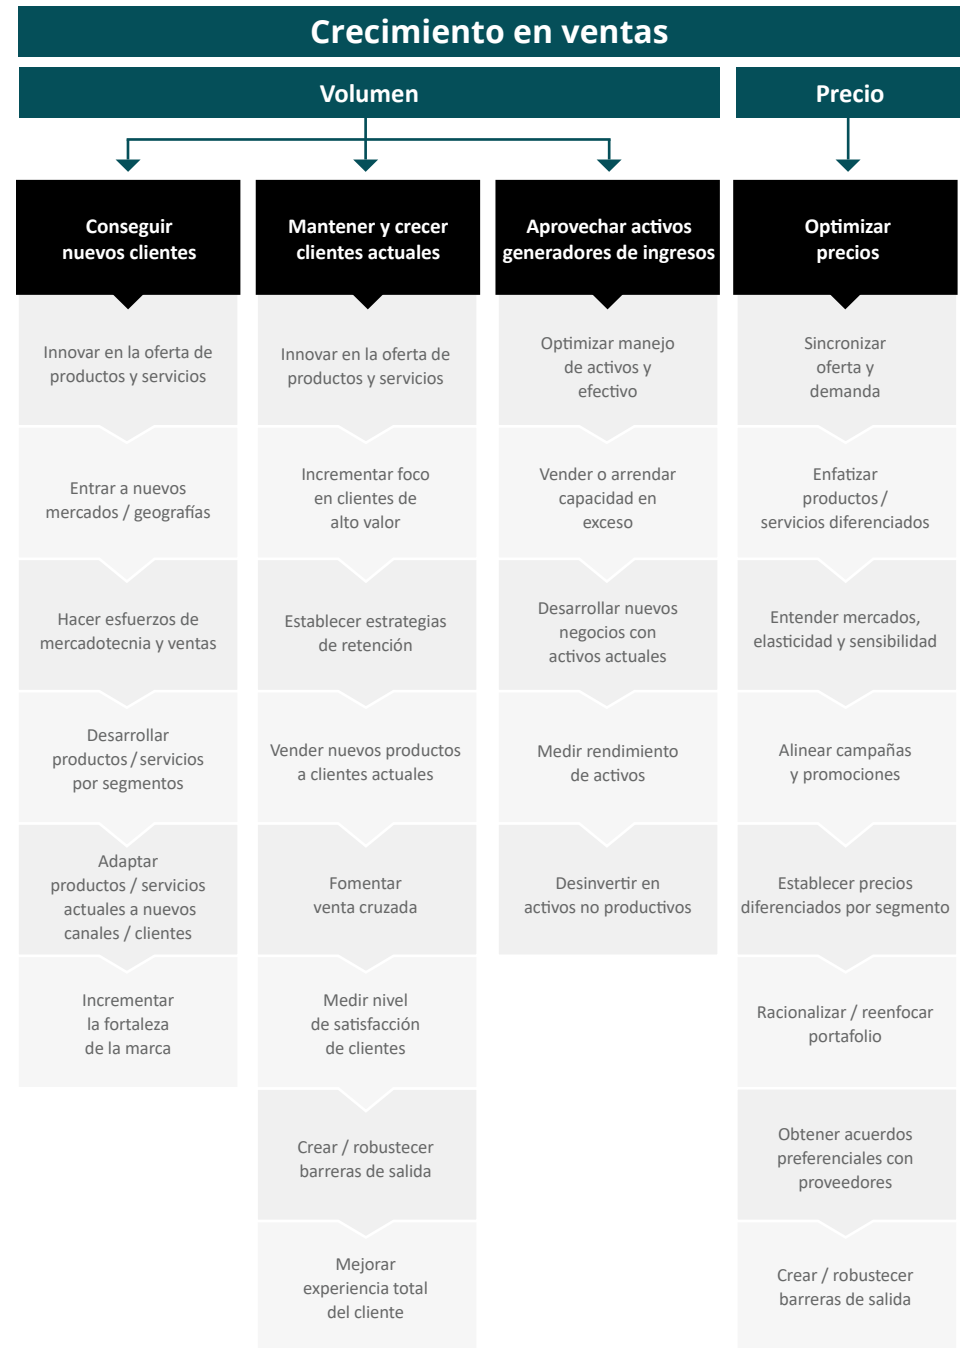 Crecimiento en ventas
Volumen
Precio
Conseguir
nuevos clientes
Innovar en la oferta de
productos y servicios
Entrar a nuevos
mercados / geografías
Hacer esfuerzos de
mercadotecnia y ventas
Desarrollar
productos / servicios
por segmentos
Adaptar
productos / servicios
actuales a nuevos
canales / clientes
Incrementar
la fortaleza
de la marca
Mantener y crecer
clientes actuales
Innovar en la oferta de
productos y servicios
Incrementar foco
en clientes de
alto valor
Establecer estrategias
de retención
Vender nuevos productos
a clientes actuales
Fomentar
venta cruzada
Medir nivel
de satisfacción
de clientes
Crear / robustecer
barreras de salida
Mejorar
experiencia total
del cliente
Aprovechar activos
generadores de ingresos
Optimizar manejo
de activos y
efectivo
Vender o arrendar
capacidad en
exceso
Desarrollar nuevos
negocios con
activos actuales
Medir rendimiento
de activos
Desinvertir en
activos no productivos
Optimizar
precios
Sincronizar
oferta y
demanda
Enfatizar
productos /
servicios diferenciados
Entender mercados,
elasticidad y sensibilidad
Alinear campañas
y promociones
Establecer precios
diferenciados por segmento
Racionalizar / reenfocar
portafolio
Obtener acuerdos
preferenciales con
proveedores
Crear / robustecer
barreras de salida